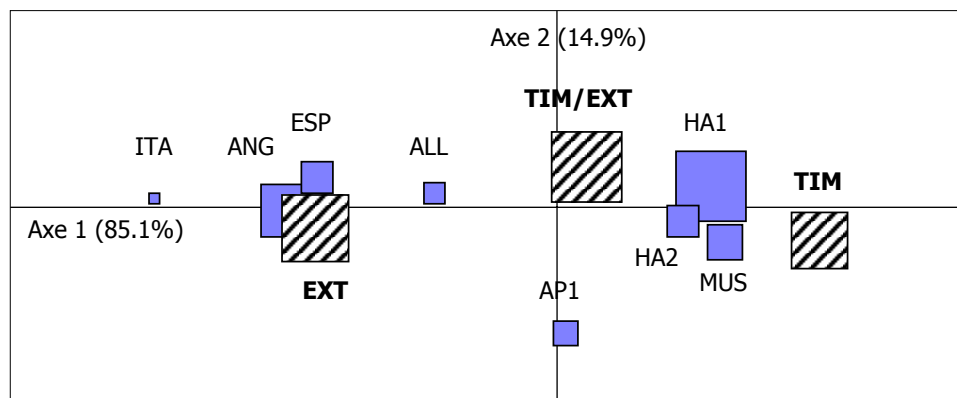 Axe 2 (14.9%)
TIM/EXT
ESP
HA1
ITA
ANG
ALL
TIM
Axe 1 (85.1%)
HA2
MUS
EXT
AP1